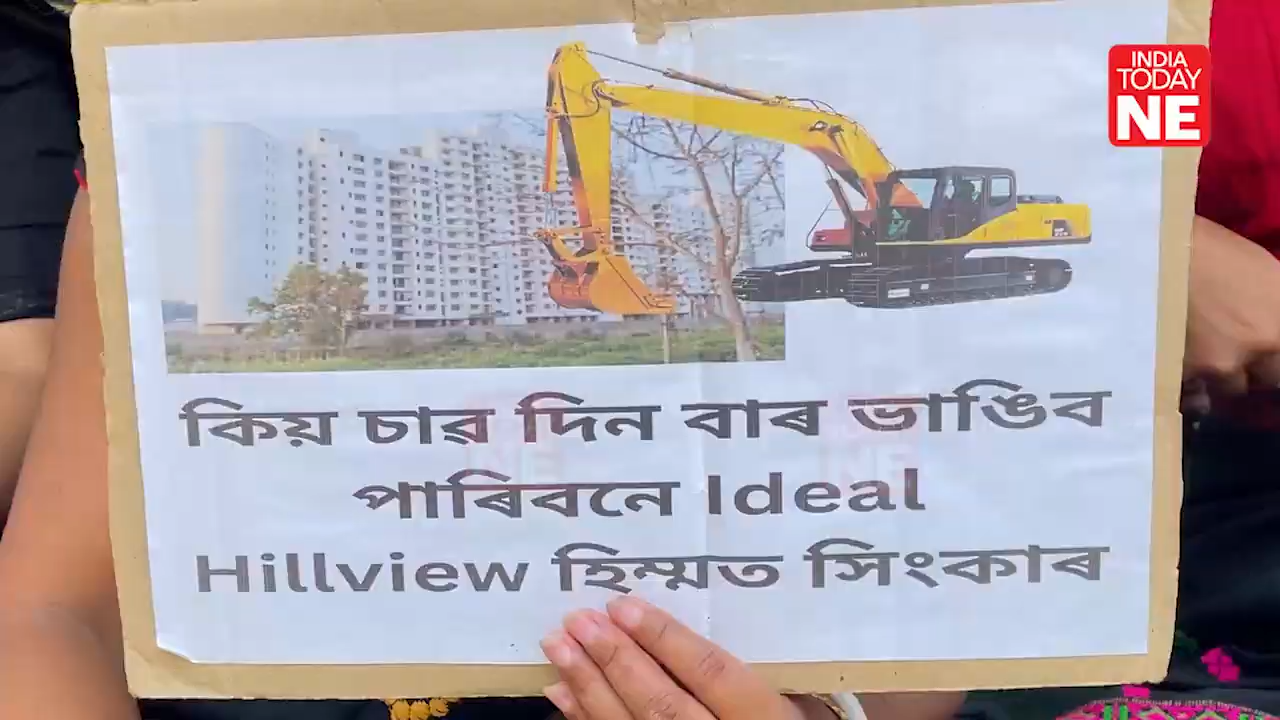 INDIA
TODAY
NE
কিয় চাৱ দিন বাৰ ভাঙিব
পাৰিবনে Ideal
Hillview হিম্মত সিংকাৰ